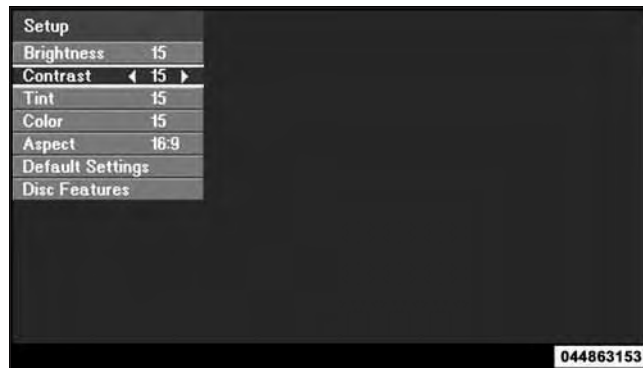 Setup
Brightness 15
Contrast ◀ 15 ▶
Tint 15
Color 15
Aspect 16:9
Default Settings
Disc Features
044863153